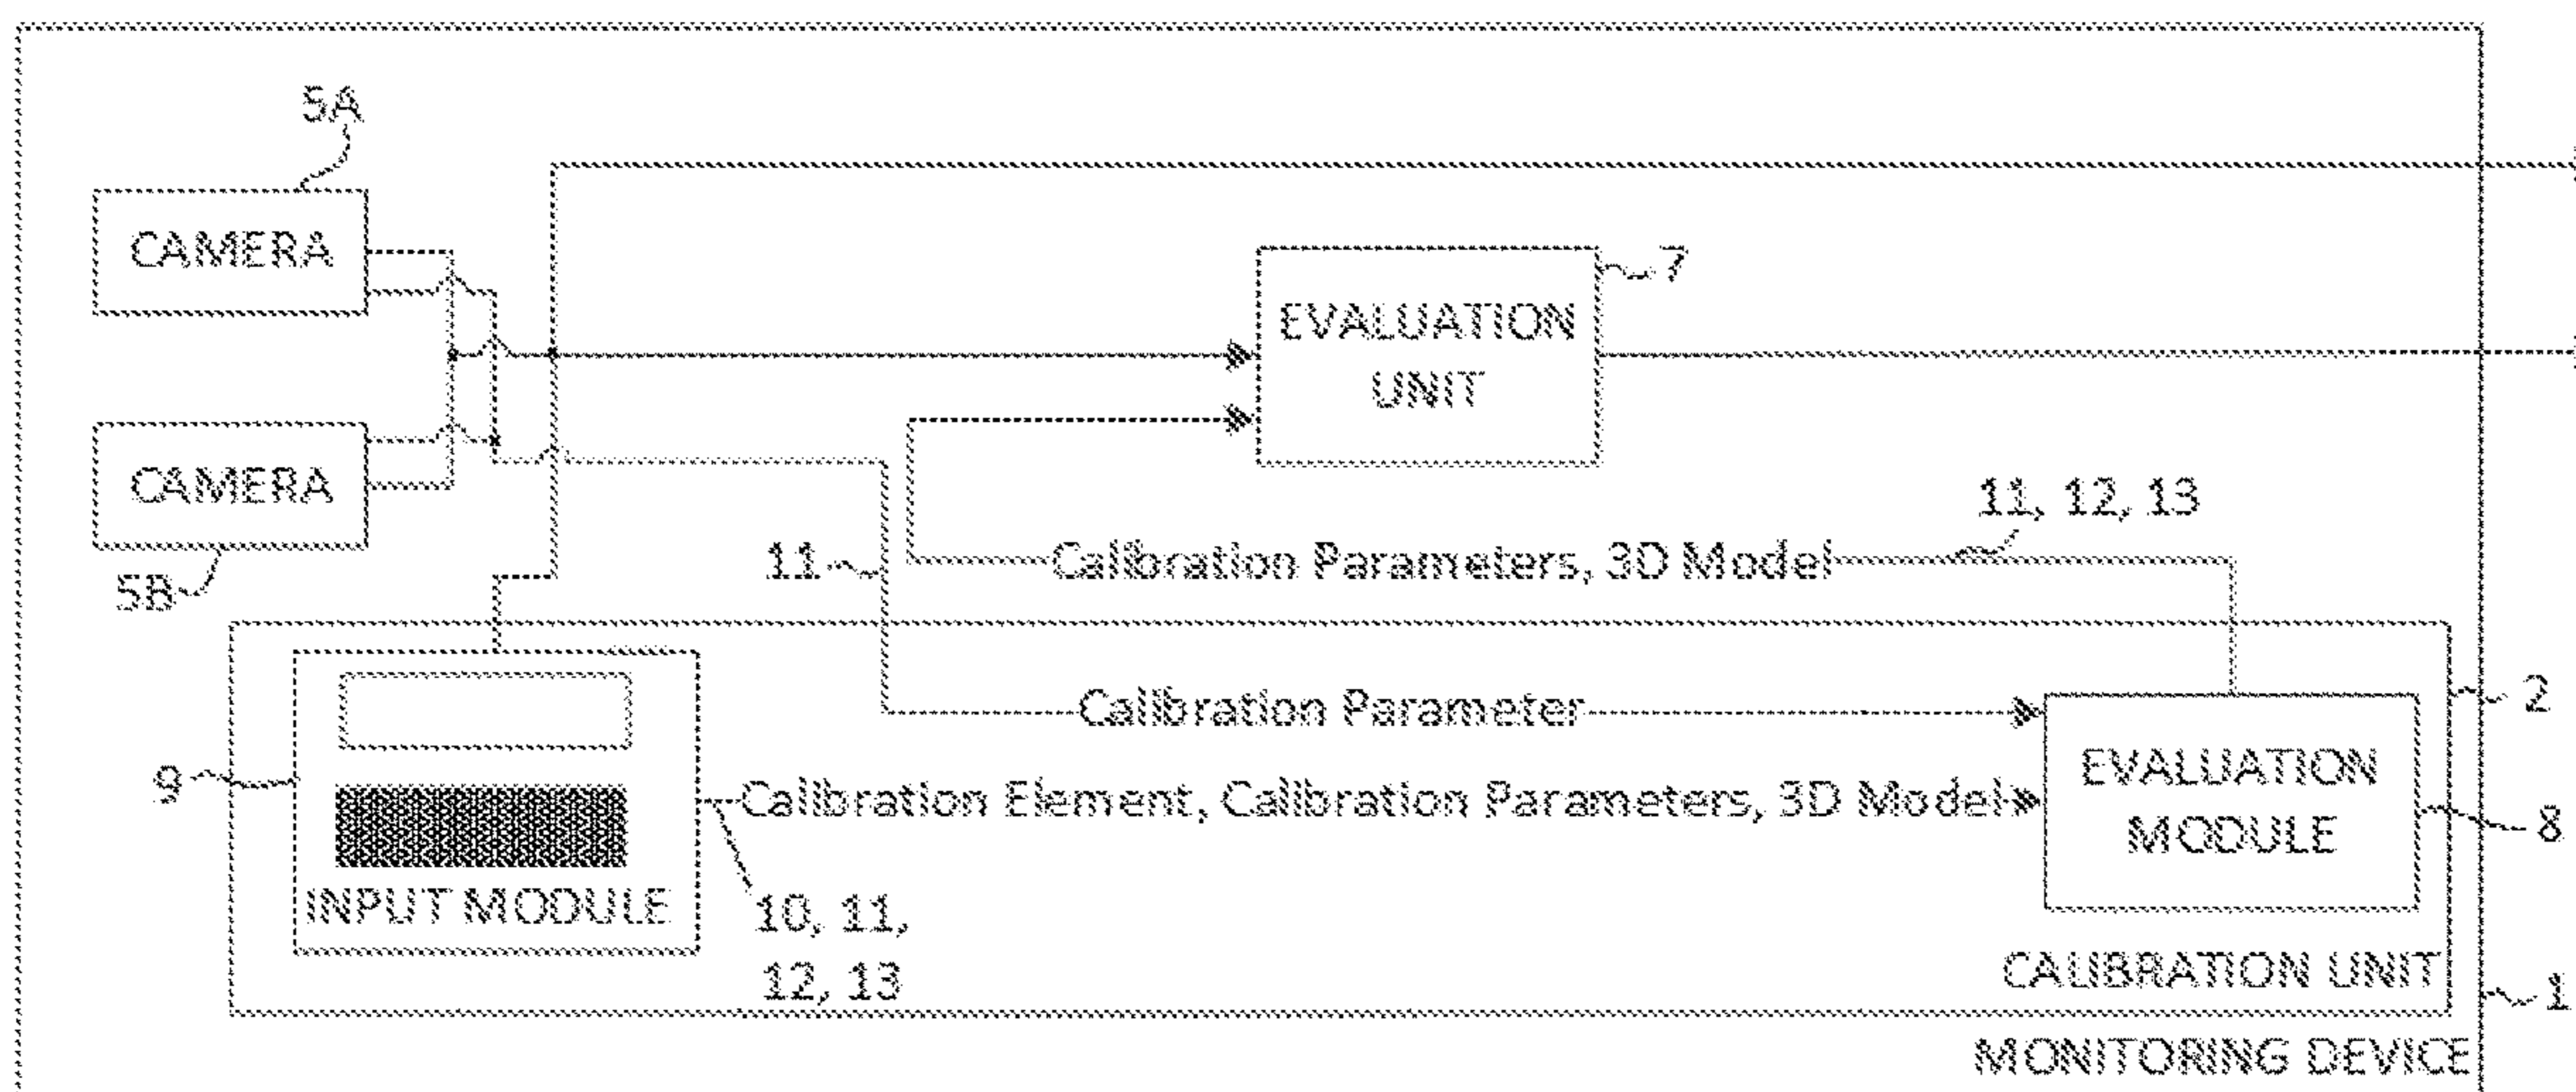 5A
CAMERA
7
EVALUATION
UNIT
CAMERA
5B
11, 12, 13
11
Calibration Parameters, 3D Model
2
Calibration Parameter
9
EVALUATION
MODULE
Calibration Element, Calibration Parameters, 3D Model
8
INPUT MODULE
10, 11,
12, 13
CALIBRATION UNIT
1
MONITORING DEVICE